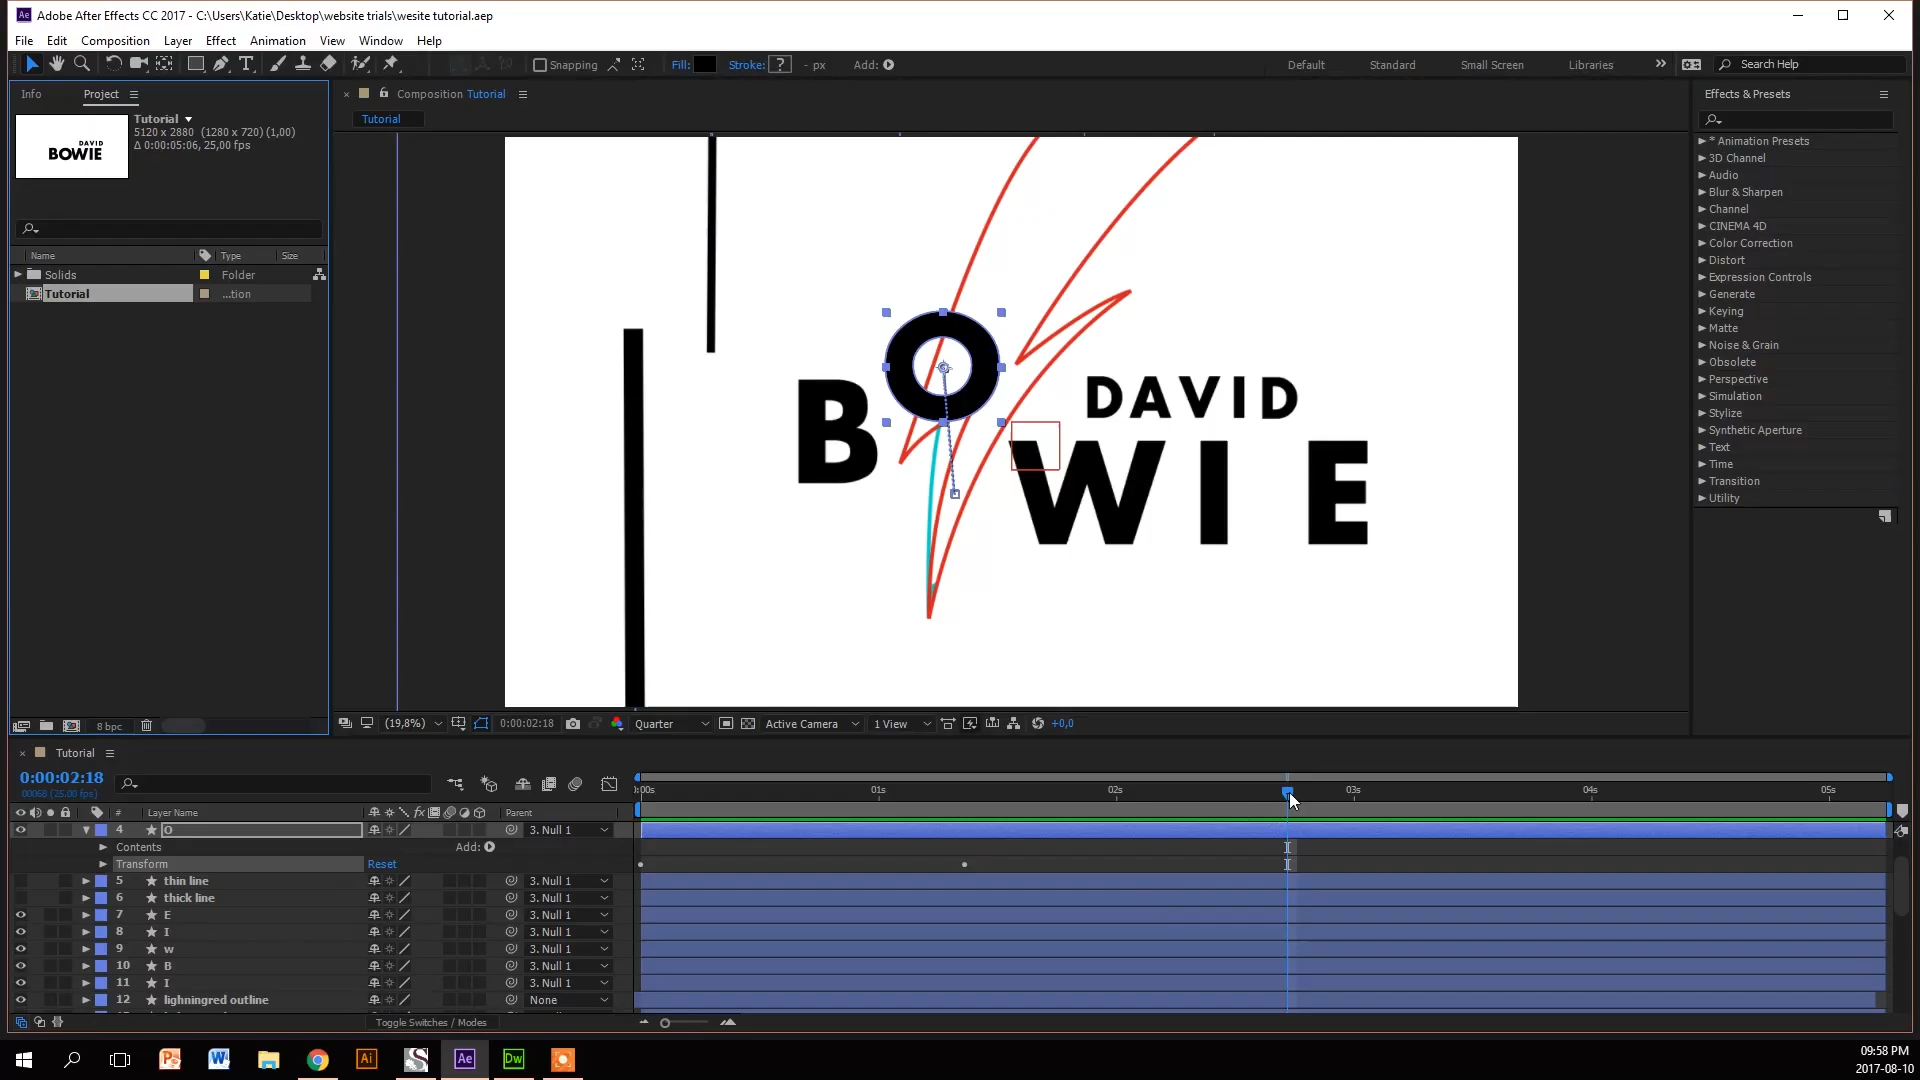 Adobe After Effects CC 2017 - C:\Users\Katie\Desktop\website trials\wesite tutorial.aep
File Edit Composition Layer Effect Animation View Window Help
Snapping Fill: Stroke: ? - px Add: Default Standard Small Screen Libraries >> Search Help
Info Project
Composition Tutorial
Effects & Presets
Tutorial
Tutorial
5120 x 2880 (1280 x 720) (1,00)
Δ 0:00:05:06, 25,00 fps
DAVID
BOWIE
Name Type Size
Solids Folder
Tutorial ...tion
* Animation Presets
3D Channel
Audio
Blur & Sharpen
Channel
CINEMA 4D
Color Correction
Distort
Expression Controls
Generate
Keying
Matte
Noise & Grain
Obsolete
Perspective
Simulation
Stylize
Synthetic Aperture
Text
Time
Transition
Utility
DAVID
BOWIE
8 bpc
(19,8%) 0:00:02:18 Quarter Active Camera 1 View +0,0
Tutorial
0:00:02:18
00068 (25.00 fps)
:00s 01s 02s 03s 04s 05s
# Layer Name fx Parent
4 O 3. Null 1
Contents Add:
Transform Reset
5 thin line 3. Null 1
6 thick line 3. Null 1
7 E 3. Null 1
8 I 3. Null 1
9 w 3. Null 1
10 B 3. Null 1
11 I 3. Null 1
12 lighningred outline None
Toggle Switches / Modes
Ai Ae Dw
09:58 PM
2017-08-10